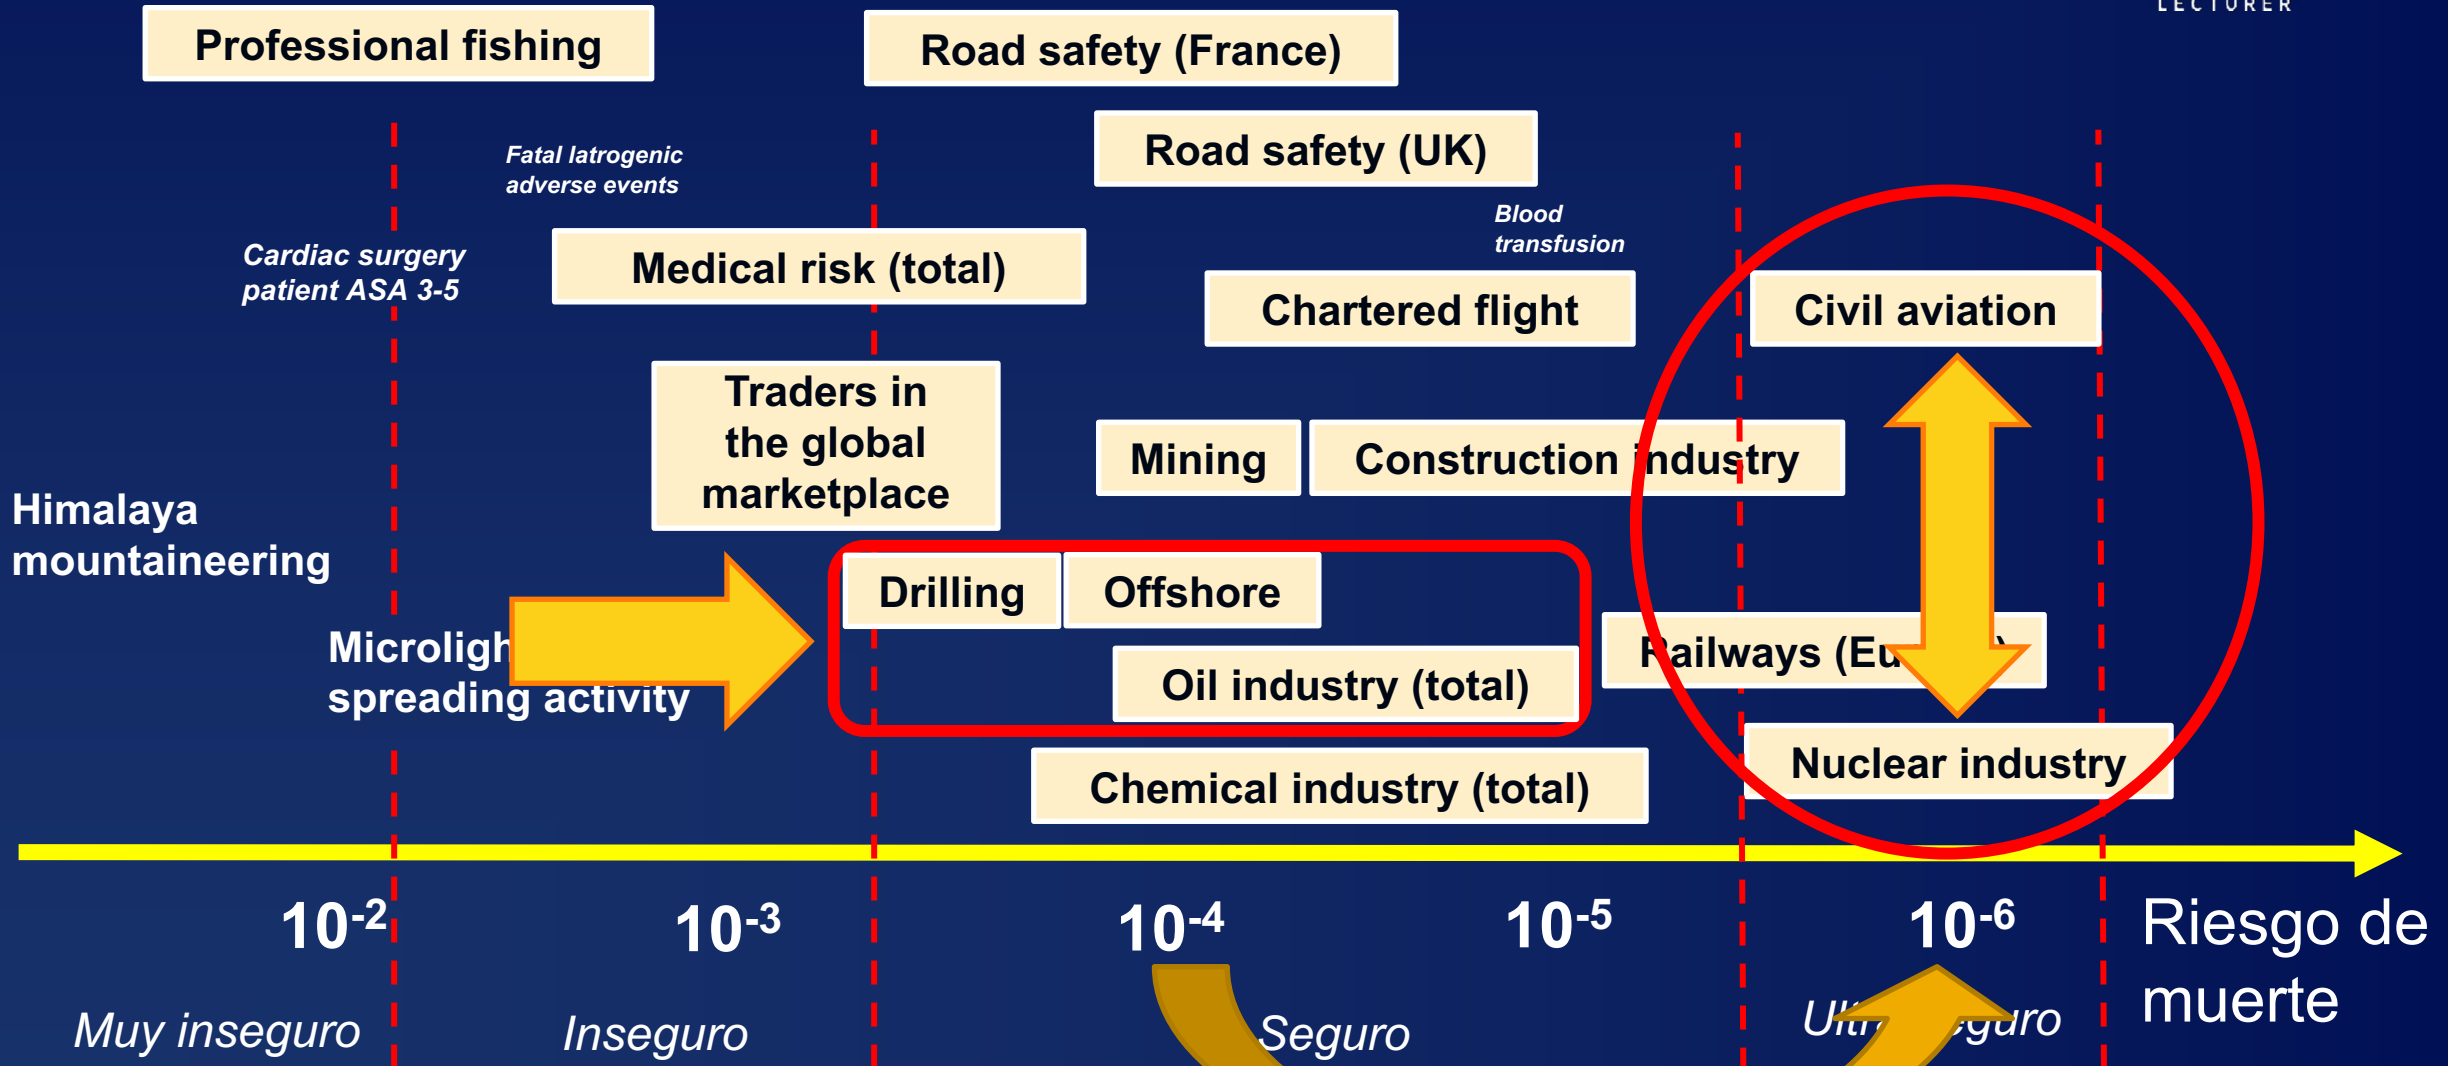 LECTURER
Professional fishing
Road safety (France)
Road safety (UK)
Fatal Iatrogenic
adverse events
Blood
transfusion
Cardiac surgery
patient ASA 3-5
Medical risk (total)
Chartered flight
Civil aviation
Traders in
the global
marketplace
Mining
Construction industry
Himalaya
mountaineering
Drilling
Offshore
spreading activity
Oil industry (total)
Railways
Nuclear industry
Chemical industry (total)
10-2
10-3
10-4
10-5
10-6
Riesgo de
muerte
Muy inseguro
Inseguro
Seguro